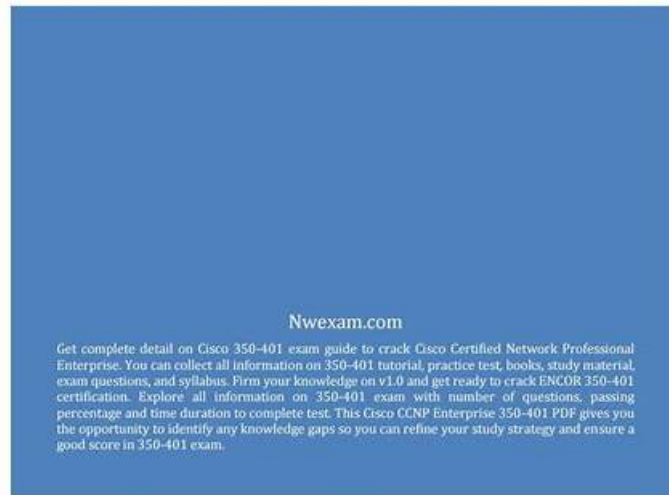 Nwexam.com
Get complete detail on Cisco 350-401 exam guide to crack Cisco Certified Network Professional
Enterprise. You can collect all information on 350-401 tutorial, practice test, books, study material,
exam questions, and syllabus. Firm your knowledge on v1.0 and get ready to crack ENCOR 350-401
certification. Explore all information on 350-401 exam with number of questions, passing
percentage and time duration to complete test. This Cisco CCNP Enterprise 350-401 PDF gives you
the opportunity to identify any knowledge gaps so you can refine your study strategy and ensure a
good score in 350-401 exam.